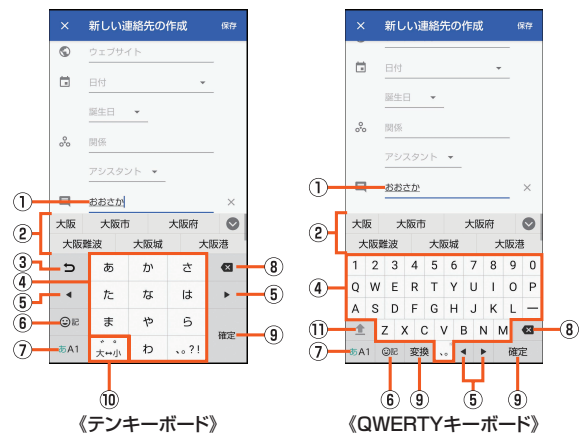 × 新しい連絡先の作成 保存
ウェブサイト
日付
誕生日
関係
アシスタント
① おおさか ×
② 大阪 大阪市 大阪府
大阪難波 大阪城 大阪港
③ あ か さ ⑧
④
⑤ た な は ⑤
⑥ 記 ま や ら
⑦ あA1 大↔小 わ 、。?! 確定 ⑨
⑩
《テンキーボード》
× 新しい連絡先の作成 保存
日付
誕生日
関係
アシスタント
① おおさか ×
② 大阪 大阪市 大阪府
大阪難波 大阪城 大阪港
1 2 3 4 5 6 7 8 9 0
④ Q W E R T Y U I O P
A S D F G H J K L ー
⑪ Z X C V B N M ⑧
⑦ あA1 記 変換 、。 確定
⑥ ⑨ ⑤ ⑨
《QWERTYキーボード》